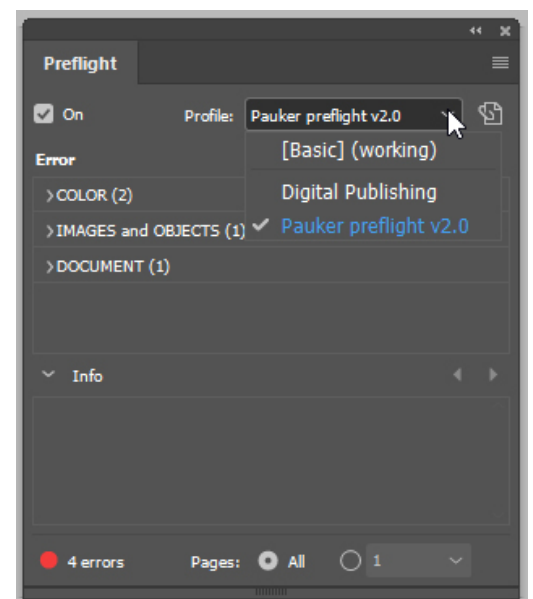 Preflight
On
Profile:
Pauker preflight v2.0
[Basic] (working)
Error
Digital Publishing
COLOR (2)
Pauker preflight v2.0
IMAGES and OBJECTS (1)
DOCUMENT (1)
Info
4 errors
Pages:
All
1